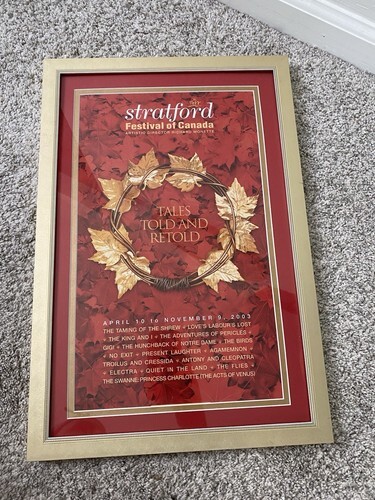 stratford
Festival of Canada
ARTISTIC DIRECTOR RICHARD MONETTE
TALES
TOLD AND
RETOLD
APRIL 10 to NOVEMBER 9, 2003
THE TAMING OF THE SHREW + LOVE'S LABOUR'S LOST
+ THE KING AND I + THE ADVENTURES OF PERICLES +
GIGI + THE HUNCHBACK OF NOTRE DAME + THE BIRDS
+ NO EXIT + PRESENT LAUGHTER + AGAMEMNON +
TROILUS AND CRESSIDA + ANTONY AND CLEOPATRA
+ ELECTRA + QUIET IN THE LAND + THE FLIES +
THE SWANNE: PRINCESS CHARLOTTE (THE ACTS OF VENUS)